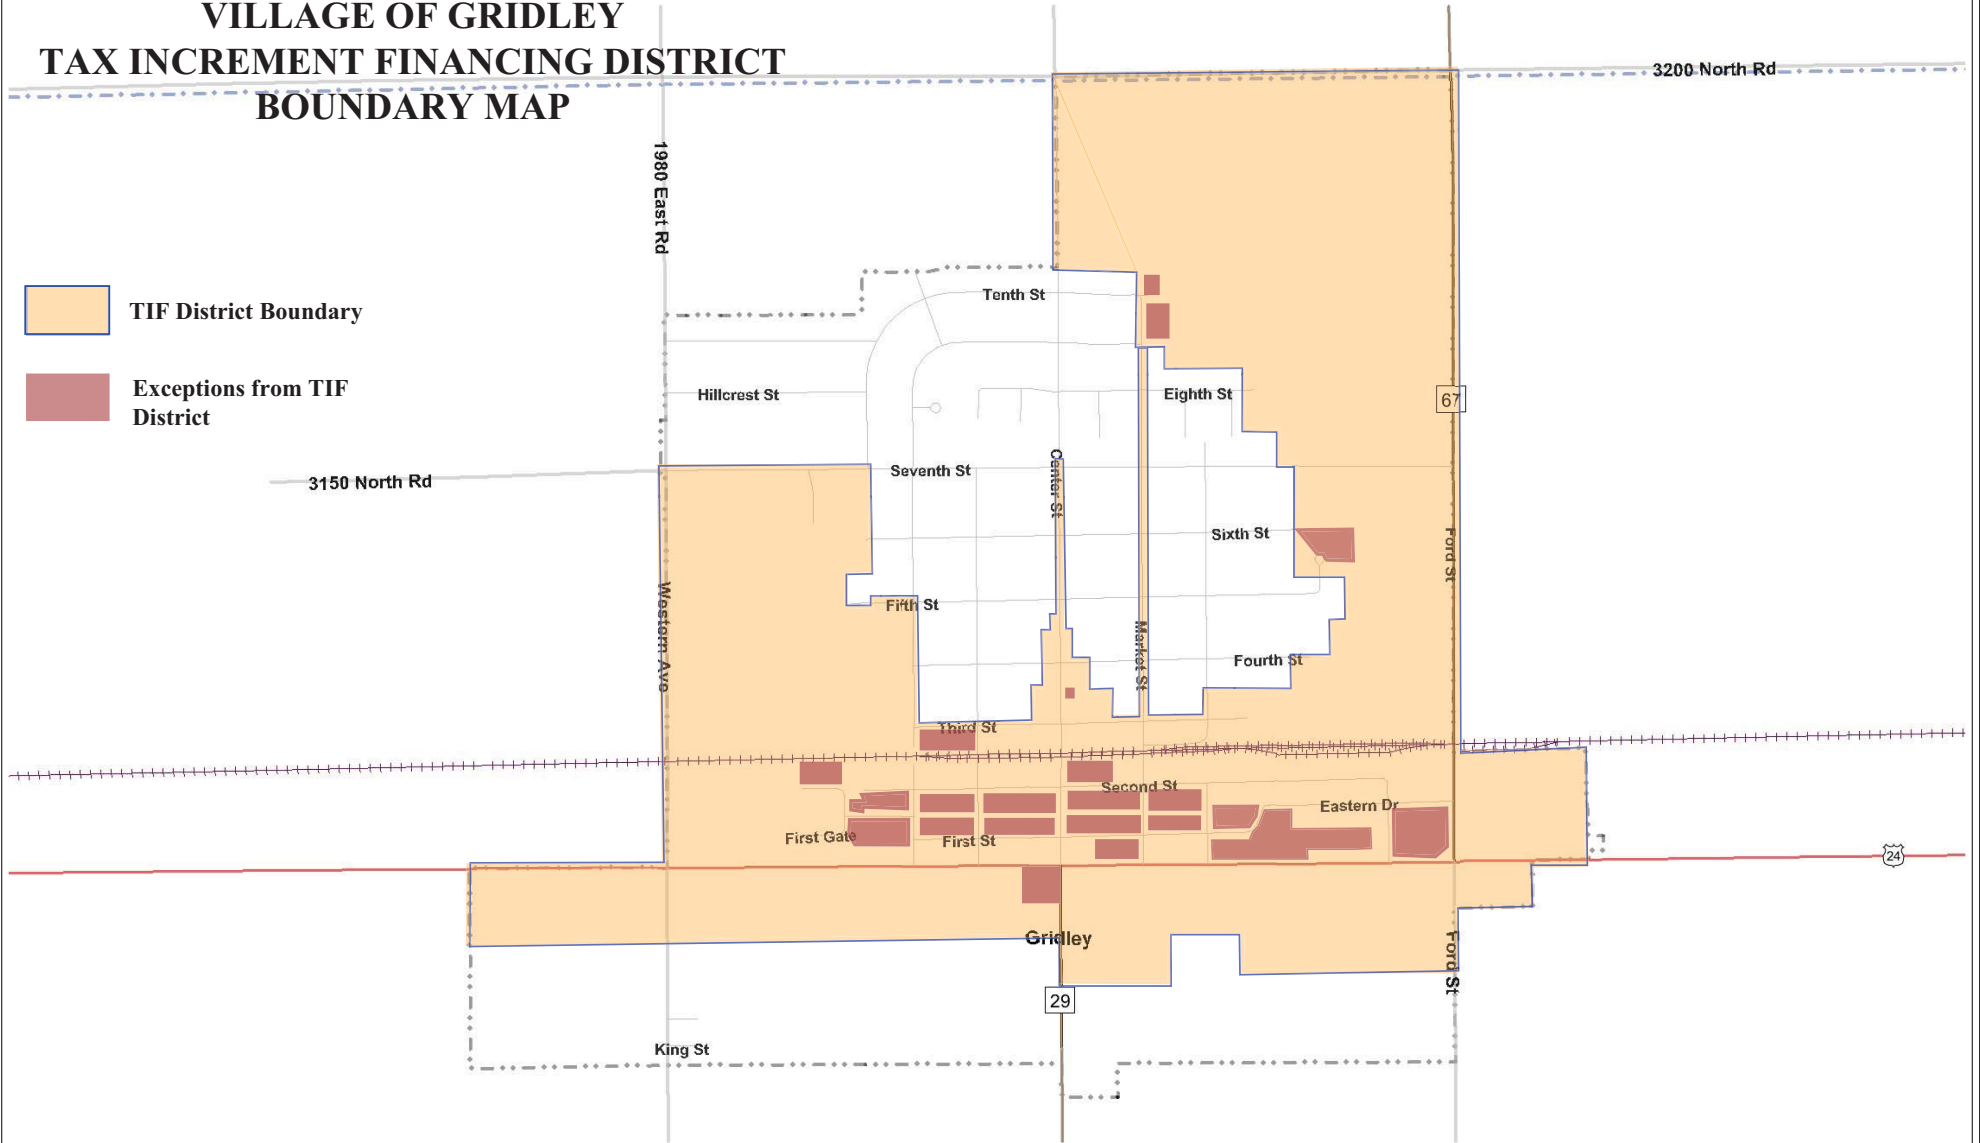 VILLAGE OF GRIDLEY
TAX INCREMENT FINANCING DISTRICT
BOUNDARY MAP
3200 North Rd
1980 East Rd
TIF District Boundary
Exceptions from TIF
District
Tenth St
Hillcrest St
Eighth St
67
3150 North Rd
Seventh St
Center St
Sixth St
Ford St
Western Ave
Fifth St
Market St
Fourth St
Third St
Second St
Eastern Dr
First Gate
First St
24
Gridley
Ford St
29
King St